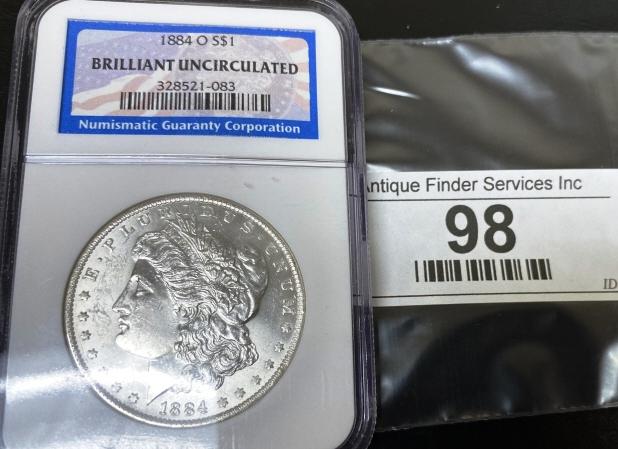 1884 O S$1
BRILLIANT UNCIRCULATED
328521-083
Numismatic Guaranty Corporation
E·PLURIBUS·UNUM
1884
Antique Finder Services Inc
98
ID